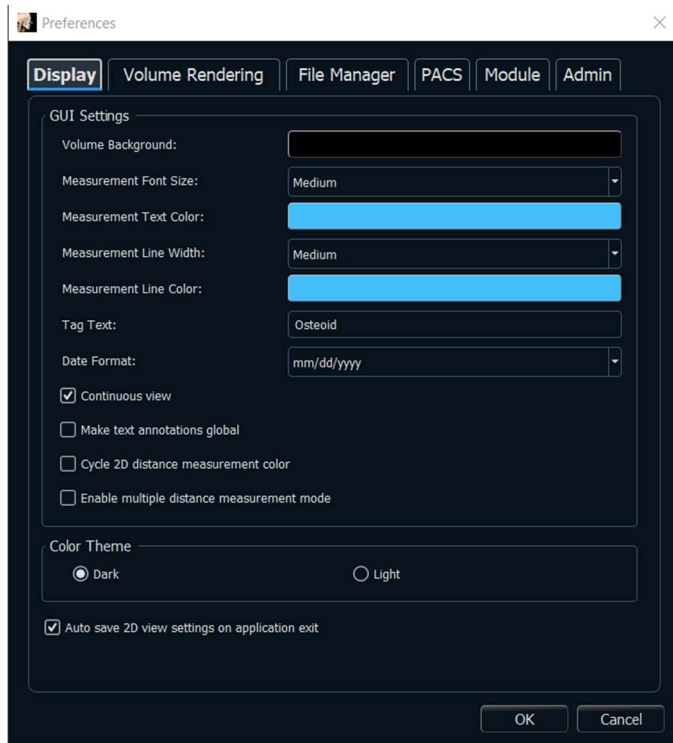 Preferences
Display Volume Rendering File Manager PACS Module Admin
GUI Settings
Volume Background:
Measurement Font Size: Medium
Measurement Text Color:
Measurement Line Width: Medium
Measurement Line Color:
Tag Text: Osteoid
Date Format: mm/dd/yyyy
Continuous view
Make text annotations global
Cycle 2D distance measurement color
Enable multiple distance measurement mode
Color Theme
Dark Light
Auto save 2D view settings on application exit
OK Cancel